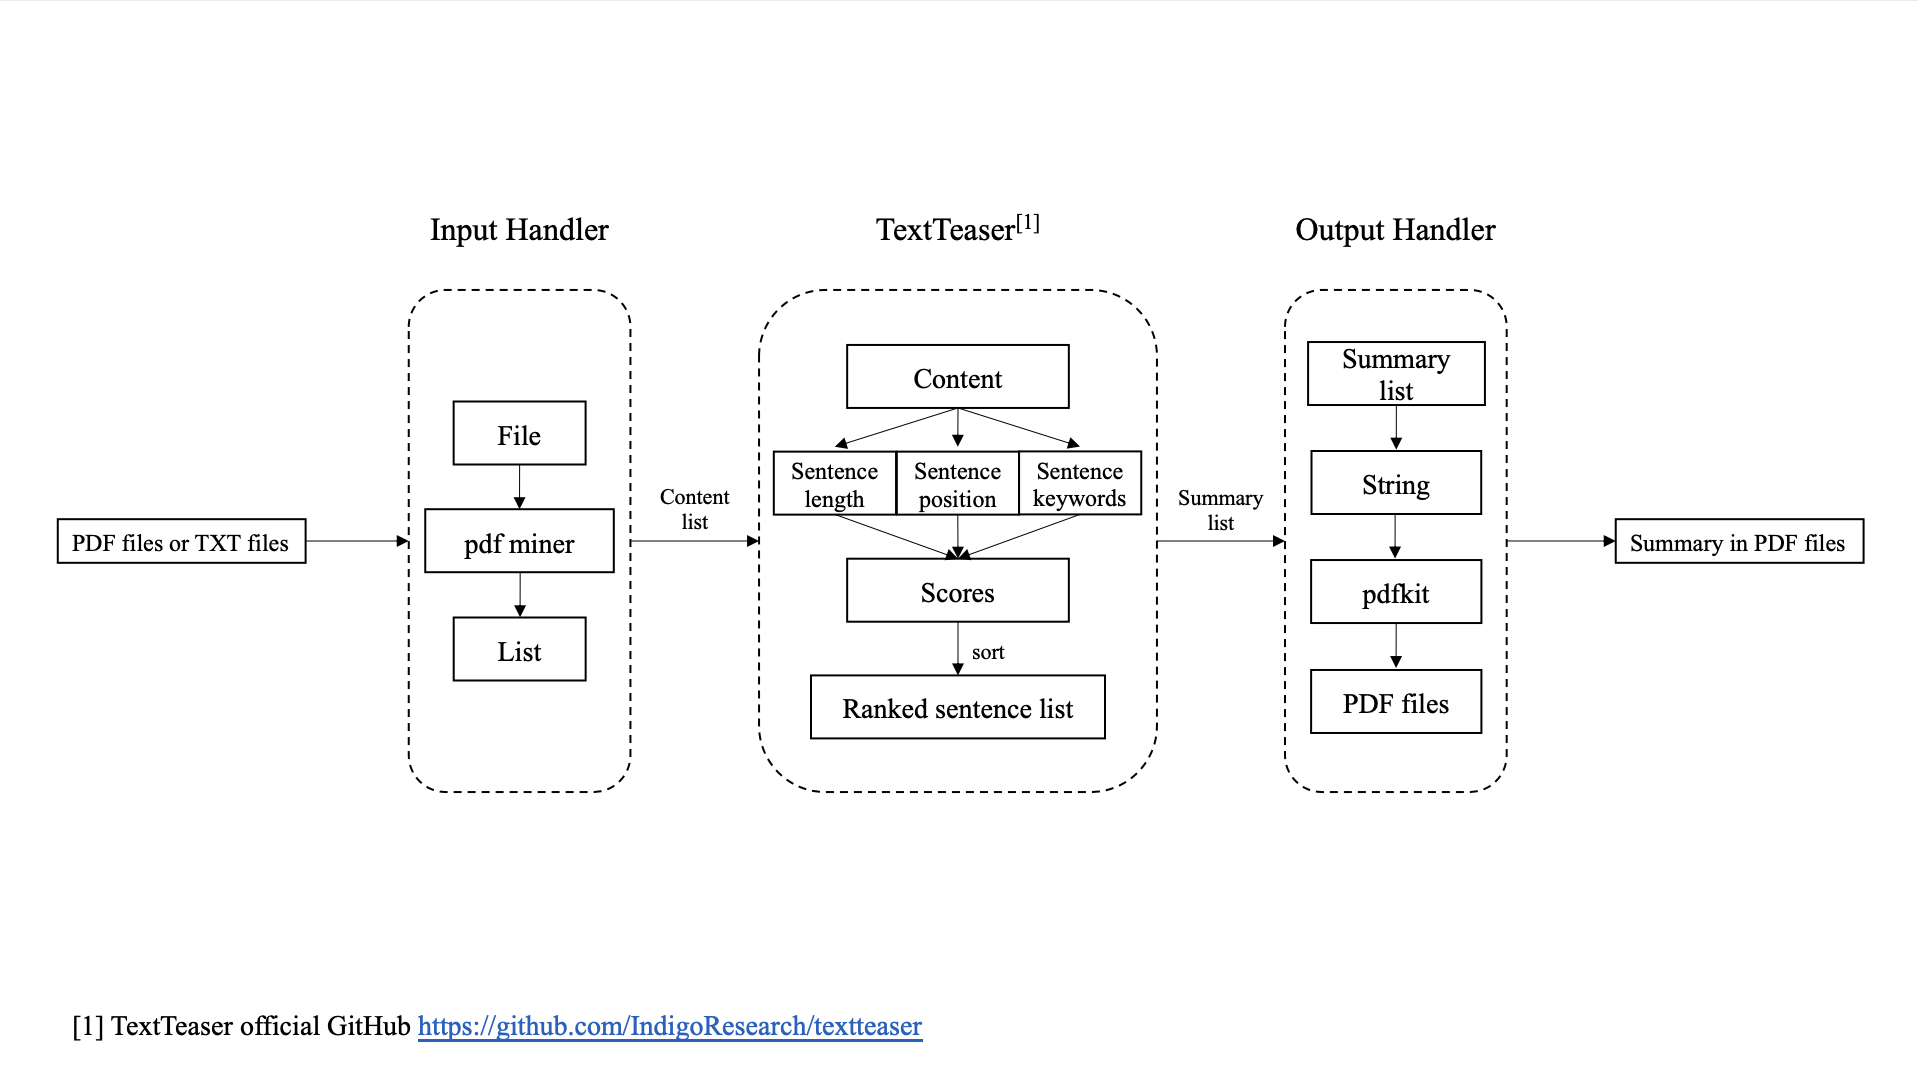 Input Handler
TextTeaser[1]
Output Handler
PDF files or TXT files
File
pdf miner
List
Content
list
Content
Sentence
length
Sentence
position
Sentence
keywords
Scores
sort
Ranked sentence list
Summary
list
Summary
list
String
pdfkit
PDF files
Summary in PDF files
[1] TextTeaser official GitHub https://github.com/IndigoResearch/textteaser